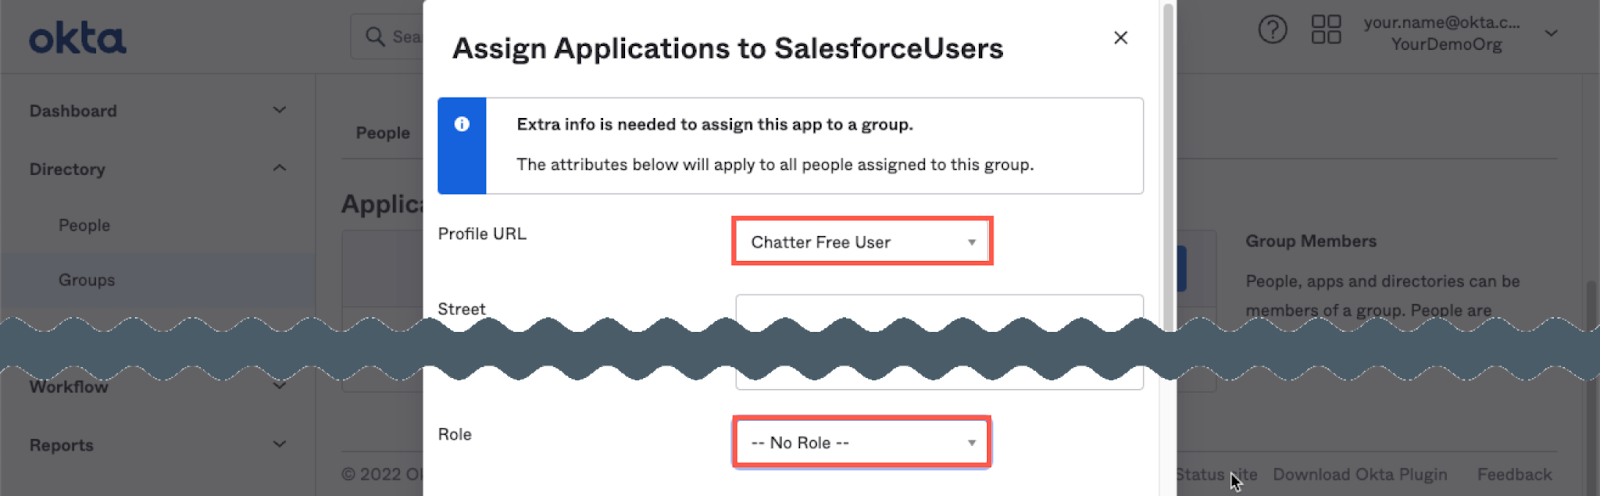 okta
Assign Applications to SalesforceUsers
your.name@okta.c...
YourDemoOrg
Dashboard
Directory
People
Groups
Workflow
Reports
People
Extra info is needed to assign this app to a group.
The attributes below will apply to all people assigned to this group.
Profile URL
Chatter Free User
Street
Role
-- No Role --
Group Members
People, apps and directories can be
members of a group. People are
© 2022
Status site Download Okta Plugin Feedback